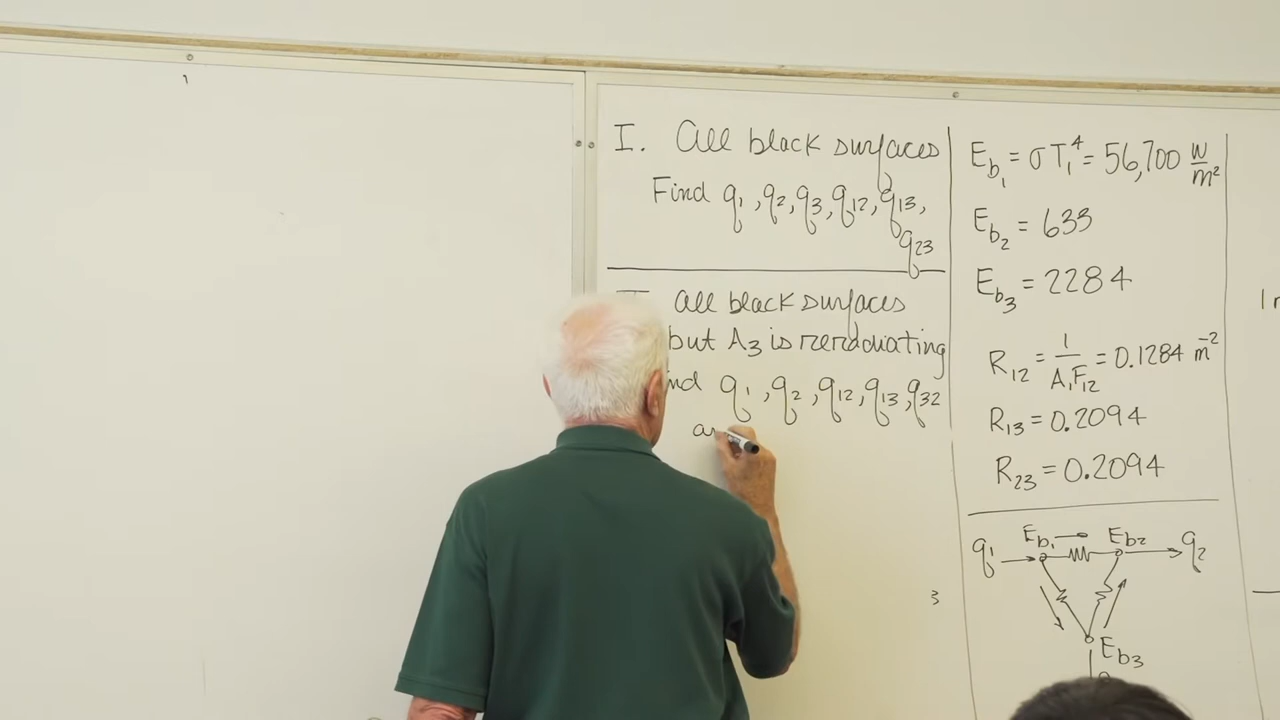 I. All black surfaces
Find q1, q2, q3, q12, q13,
q23
All black surfaces
but A3 is reradiating
q1, q2, q12, q13, q32
Eb1 = σT1^4 = 56,700 W/m²
Eb2 = 633
Eb3 = 2284
R12 = 1/A1F12 = 0.1284 m^-2
R13 = 0.2094
R23 = 0.2094
q1 Eb1 Eb2 q2
3
Eb3